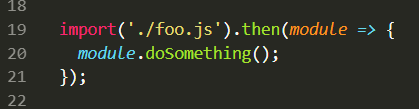 18
19 import('./foo.js').then(module => {
20   module.doSomething();
21 });
22